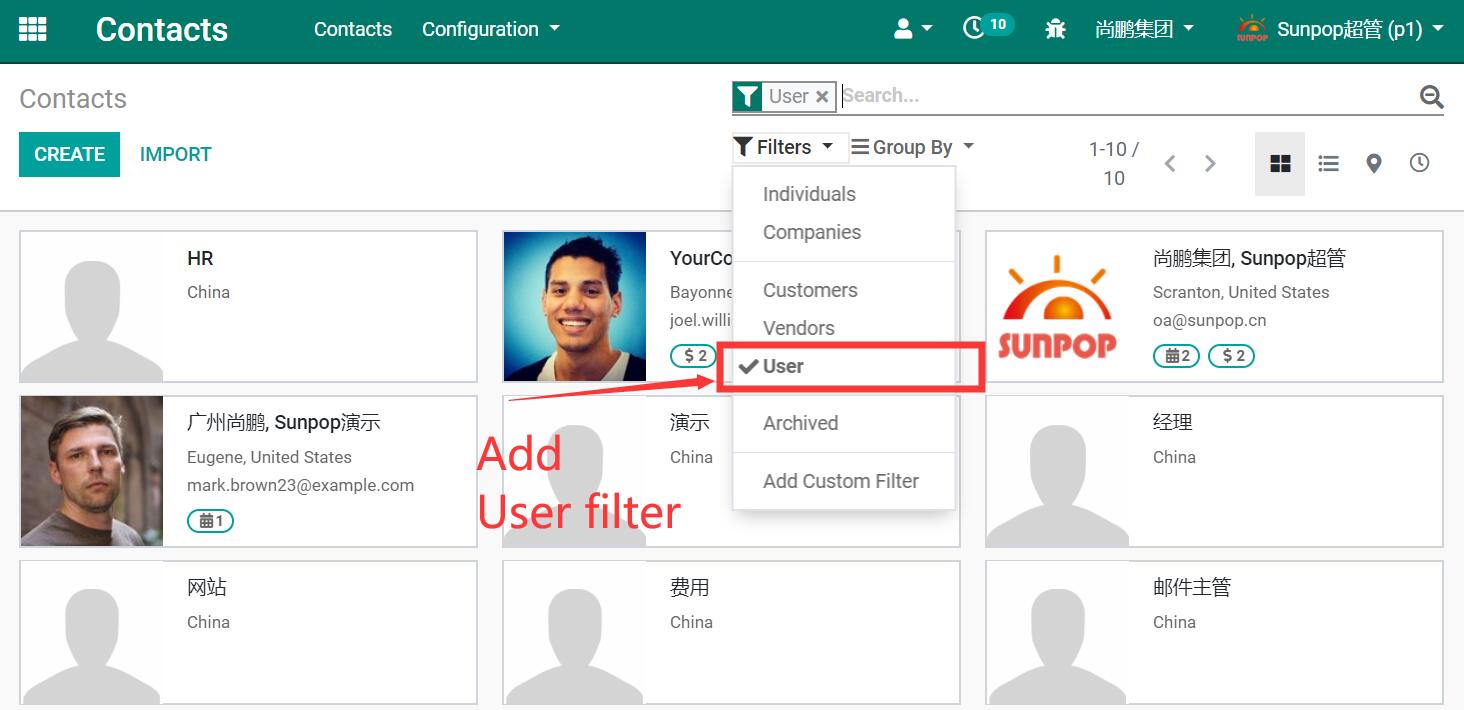 Contacts
Contacts
Configuration
10
尚鹏集团
SUNPOP
Sunpop超管 (p1)
Contacts
User
Search...
CREATE
IMPORT
Filters
Group By
1-10 /
10
Individuals
Companies
Customers
Vendors
User
Archived
Add Custom Filter
HR
China
YourCo
Bayonne
joel.willi
$ 2
SUNPOP
尚鹏集团, Sunpop超管
Scranton, United States
oa@sunpop.cn
2
$ 2
广州尚鹏, Sunpop演示
Eugene, United States
mark.brown23@example.com
1
Add
User filter
演示
China
经理
China
网站
China
费用
China
邮件主管
China